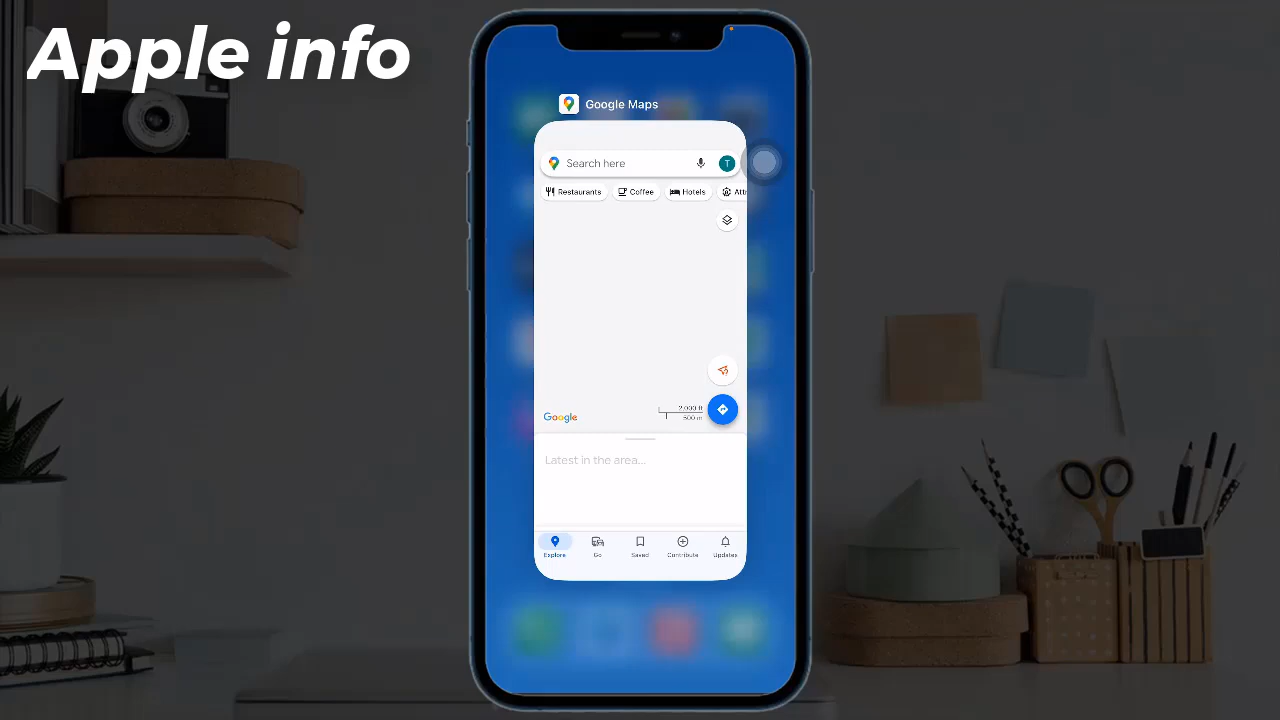 Apple info
Google Maps
Search here
T
Restaurants
Coffee
Hotels
Attr
Google
2,000 ft
500 m
Latest in the area...
Explore
Go
Saved
Contribute
Updates